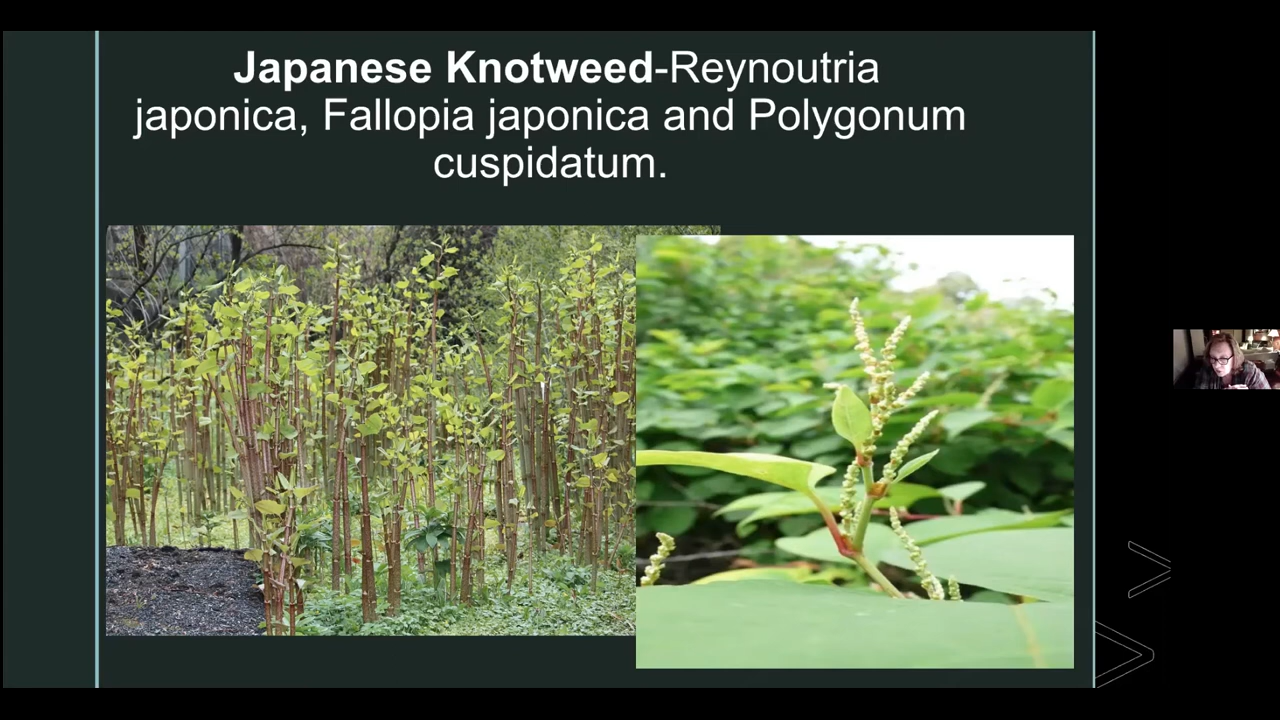 Japanese Knotweed-Reynoutria
japonica, Fallopia japonica and Polygonum
cuspidatum.